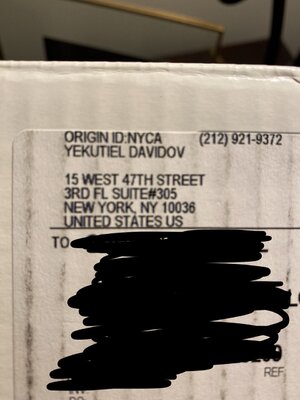 ORIGIN ID:NYCA (212) 921-9372
YEKUTIEL DAVIDOV
15 WEST 47TH STREET
3RD FL SUITE#305
NEW YORK, NY 10036
UNITED STATES US
TO
REF